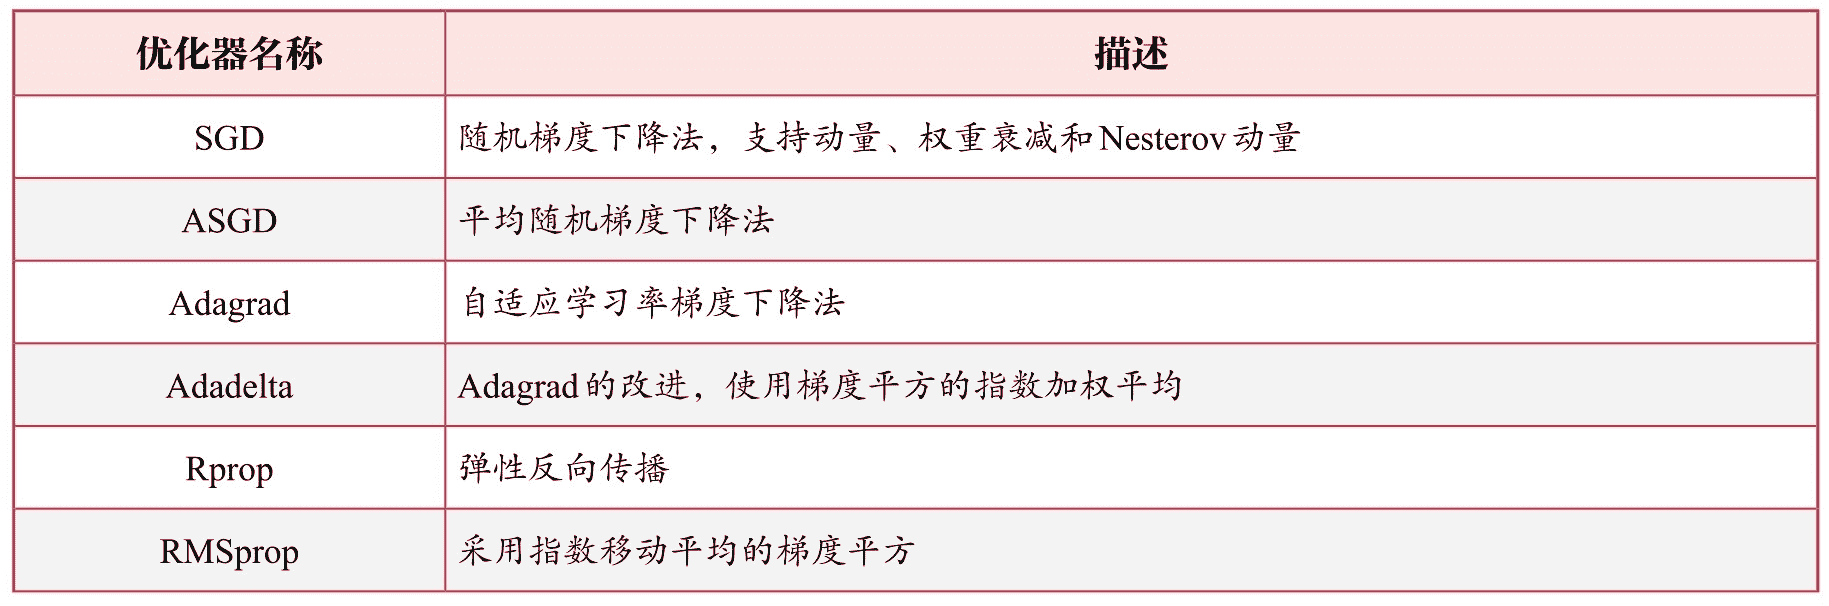 优化器名称 描述
SGD 随机梯度下降法，支持动量、权重衰减和Nesterov动量
ASGD 平均随机梯度下降法
Adagrad 自适应学习率梯度下降法
Adadelta Adagrad的改进，使用梯度平方的指数加权平均
Rprop 弹性反向传播
RMSprop 采用指数移动平均的梯度平方